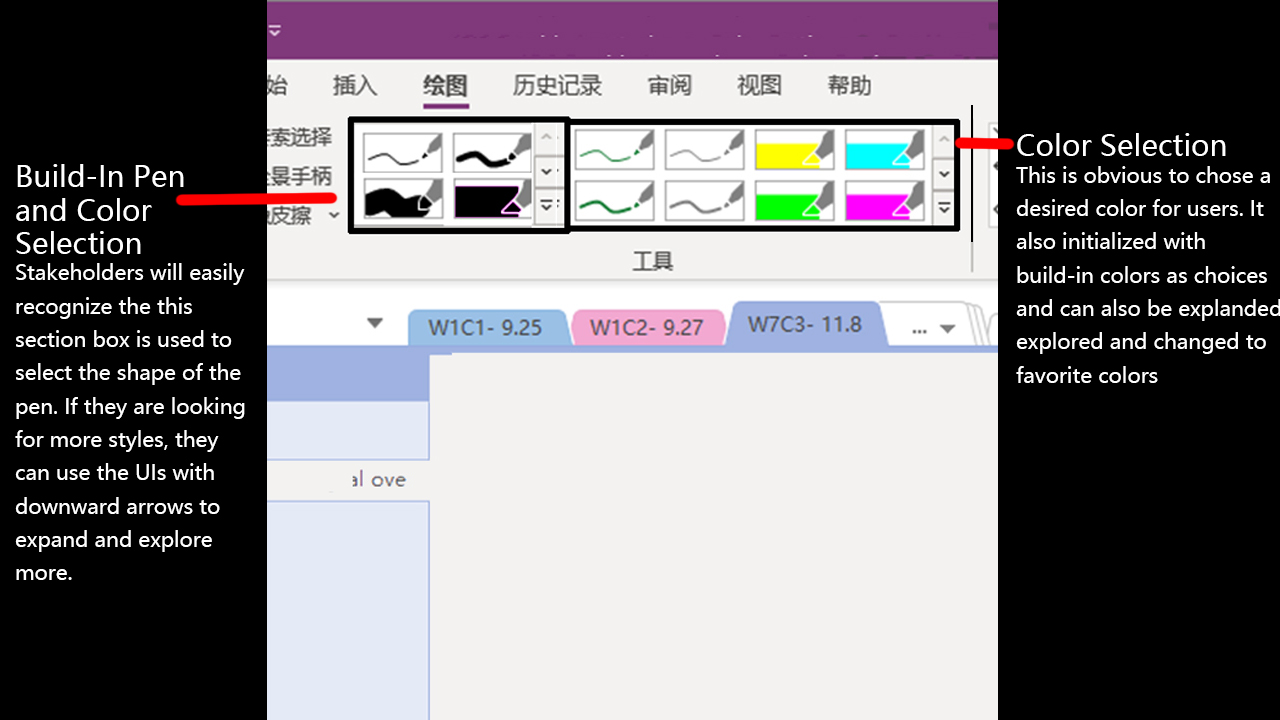 始 插入 绘图 历史记录 审阅 视图 帮助
索选择
景手柄
皮擦
工具
W1C1- 9.25 W1C2- 9.27 W7C3- 11.8 ...
al ove
Build-In Pen
and Color
Selection
Stakeholders will easily
recognize the this
section box is used to
select the shape of the
pen. If they are looking
for more styles, they
can use the UIs with
downward arrows to
expand and explore
more.
Color Selection
This is obvious to chose a
desired color for users. It
also initialized with
build-in colors as choices
and can also be explanded
explored and changed to
favorite colors